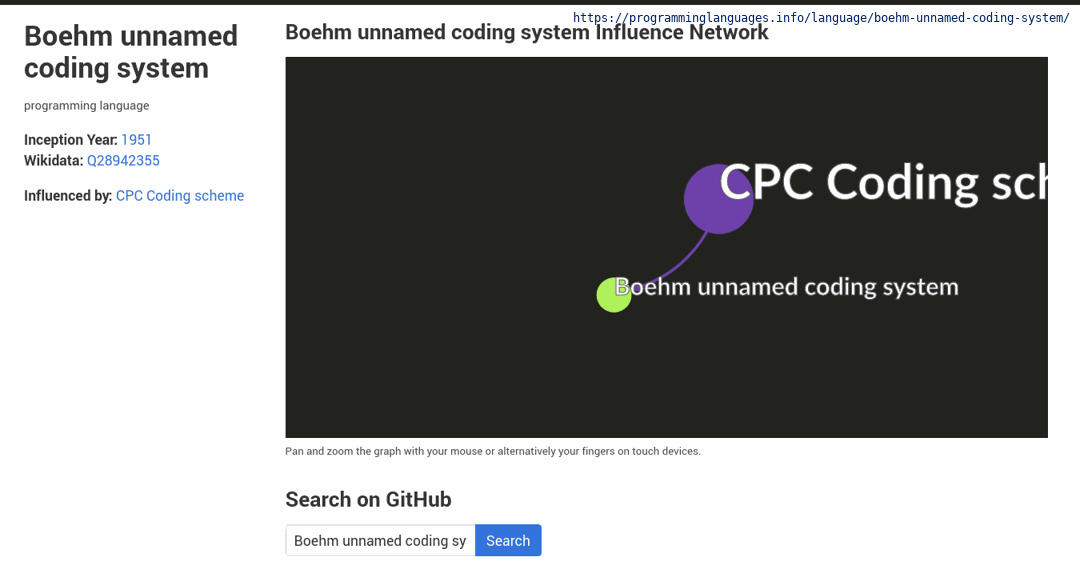 https://programminglanguages.info/language/boehm-unnamed-coding-system/
Boehm unnamed
coding system
programming language
Inception Year: 1951
Wikidata: Q28942355
Influenced by: CPC Coding scheme
Boehm unnamed coding system Influence Network
CPC Coding sch
Boehm unnamed coding system
Pan and zoom the graph with your mouse or alternatively your fingers on touch devices.
Search on GitHub
Boehm unnamed coding sy
Search